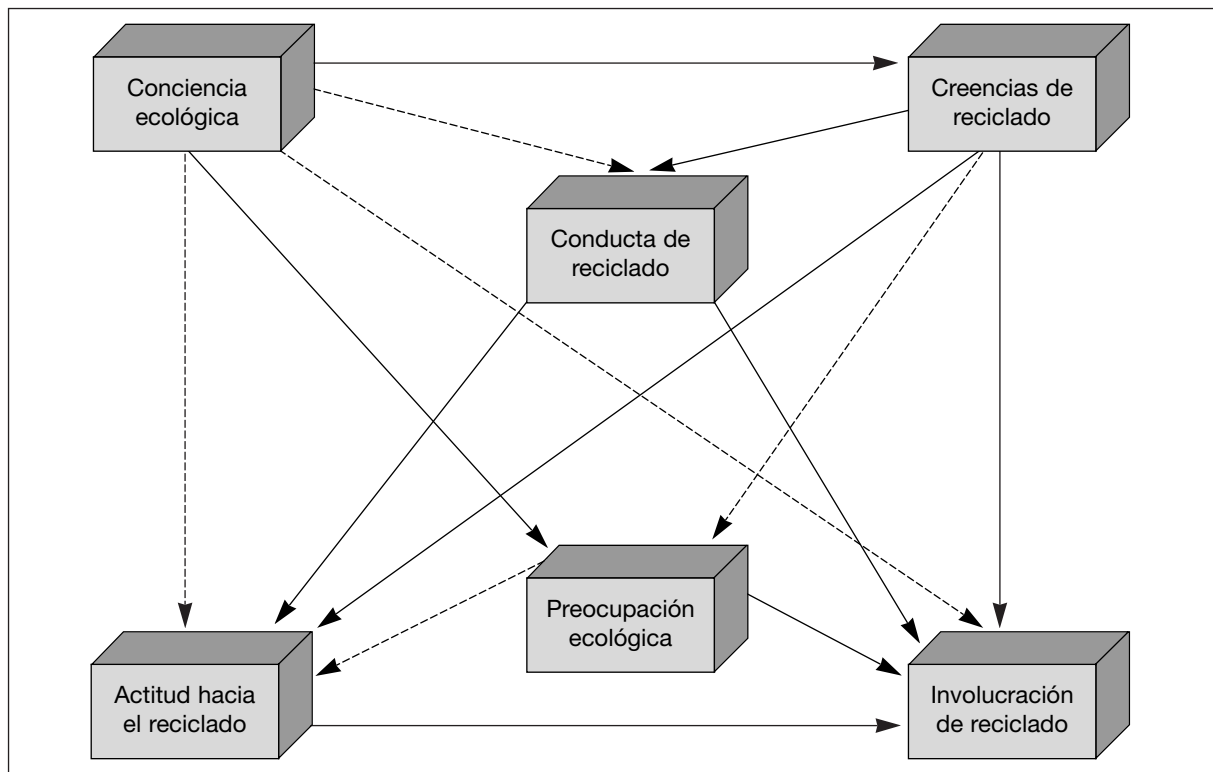 Conciencia
ecológica
Creencias de
reciclado
Conducta de
reciclado
Preocupación
ecológica
Actitud hacia
el reciclado
Involucración
de reciclado